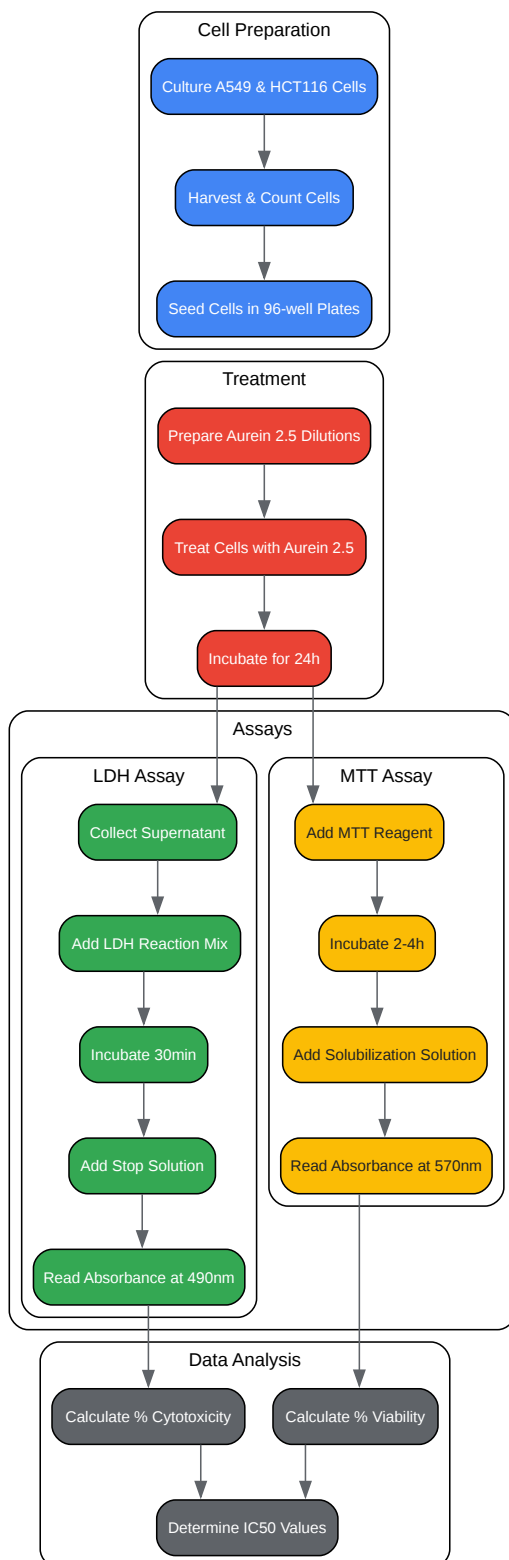 Cell Preparation
Culture A549 & HCT116 Cells
Harvest & Count Cells
Seed Cells in 96-well Plates
Treatment
Prepare Aurein 2.5 Dilutions
Treat Cells with Aurein 2.5
Incubate for 24h
Assays
LDH Assay
Collect Supernatant
Add LDH Reaction Mix
Incubate 30min
Add Stop Solution
Read Absorbance at 490nm
MTT Assay
Add MTT Reagent
Incubate 2-4h
Add Solubilization Solution
Read Absorbance at 570nm
Data Analysis
Calculate % Cytotoxicity
Calculate % Viability
Determine IC50 Values